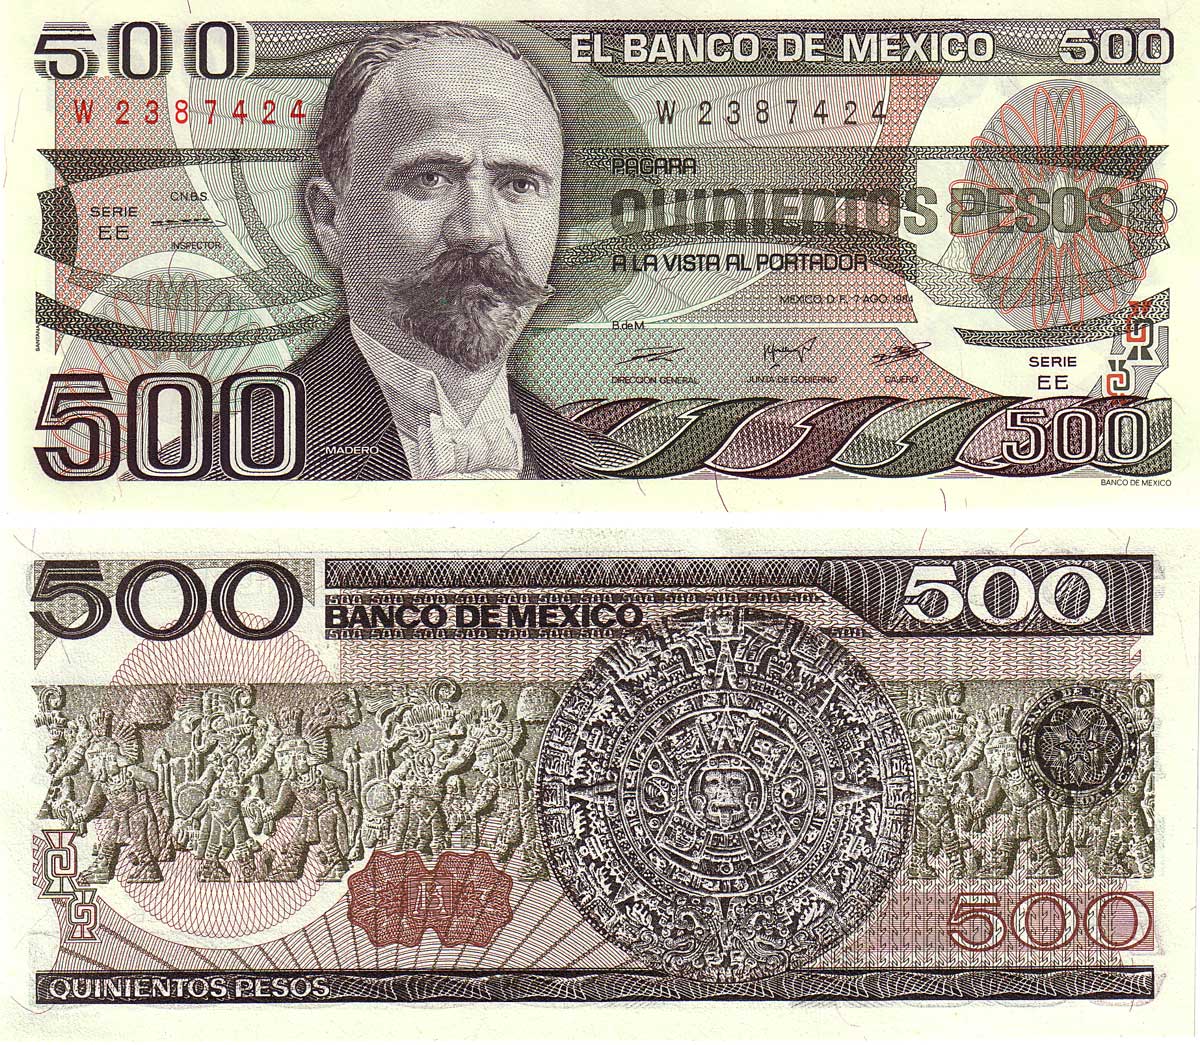 500
EL BANCO DE MEXICO
500
W 2387424
W 2387424
PAGARA
C.N.B.S.
SERIE
EE
INSPECTOR
QUINIENTOS PESOS
A LA VISTA AL PORTADOR
MEXICO, D. F., 7 AGO. 1984
B. de M.
SANTANA
DIRECCION GENERAL
JUNTA DE GOBIERNO
CAJERO
SERIE
EE
500
MADERO
500
BANCO DE MEXICO
500
BANCO DE MEXICO
500
500
QUINIENTOS PESOS